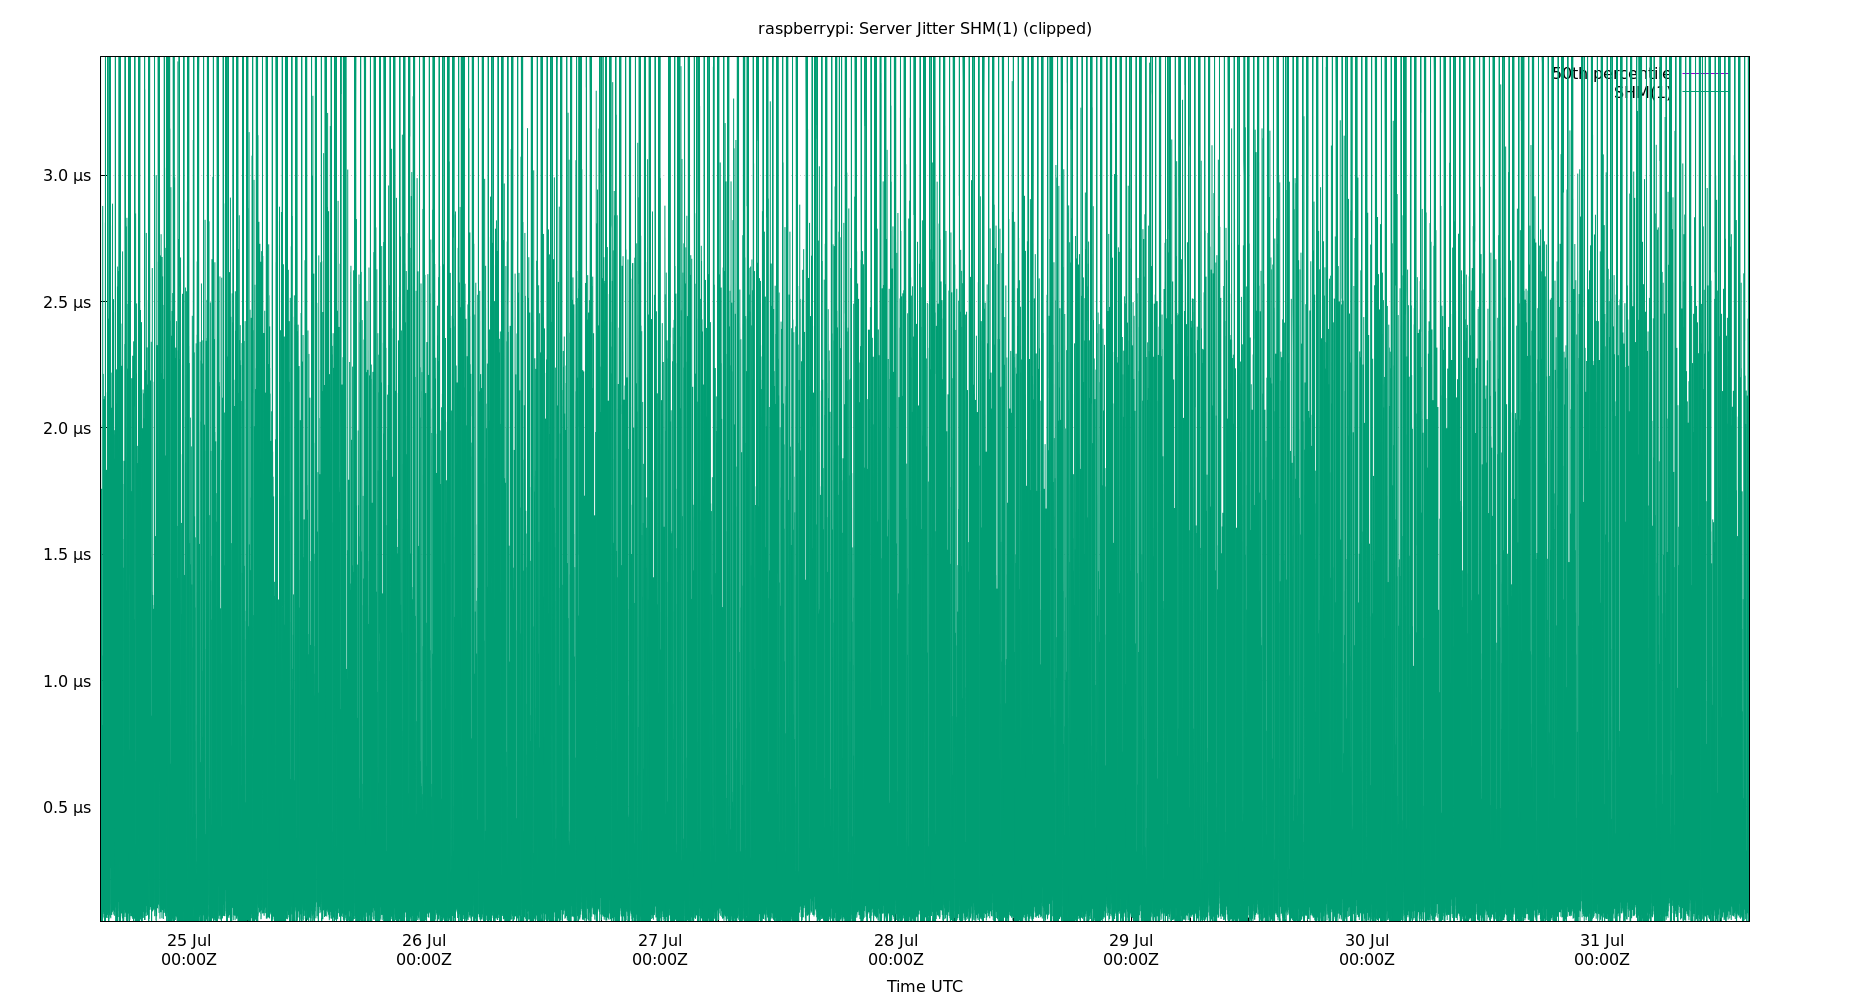 raspberrypi: Server Jitter SHM(1) (clipped)
50th percentile
SHM(1)
3.0 µs
2.5 µs
2.0 µs
1.5 µs
1.0 µs
0.5 µs
25 Jul 26 Jul 27 Jul 28 Jul 29 Jul 30 Jul 31 Jul
00:00Z 00:00Z 00:00Z 00:00Z 00:00Z 00:00Z 00:00Z
Time UTC